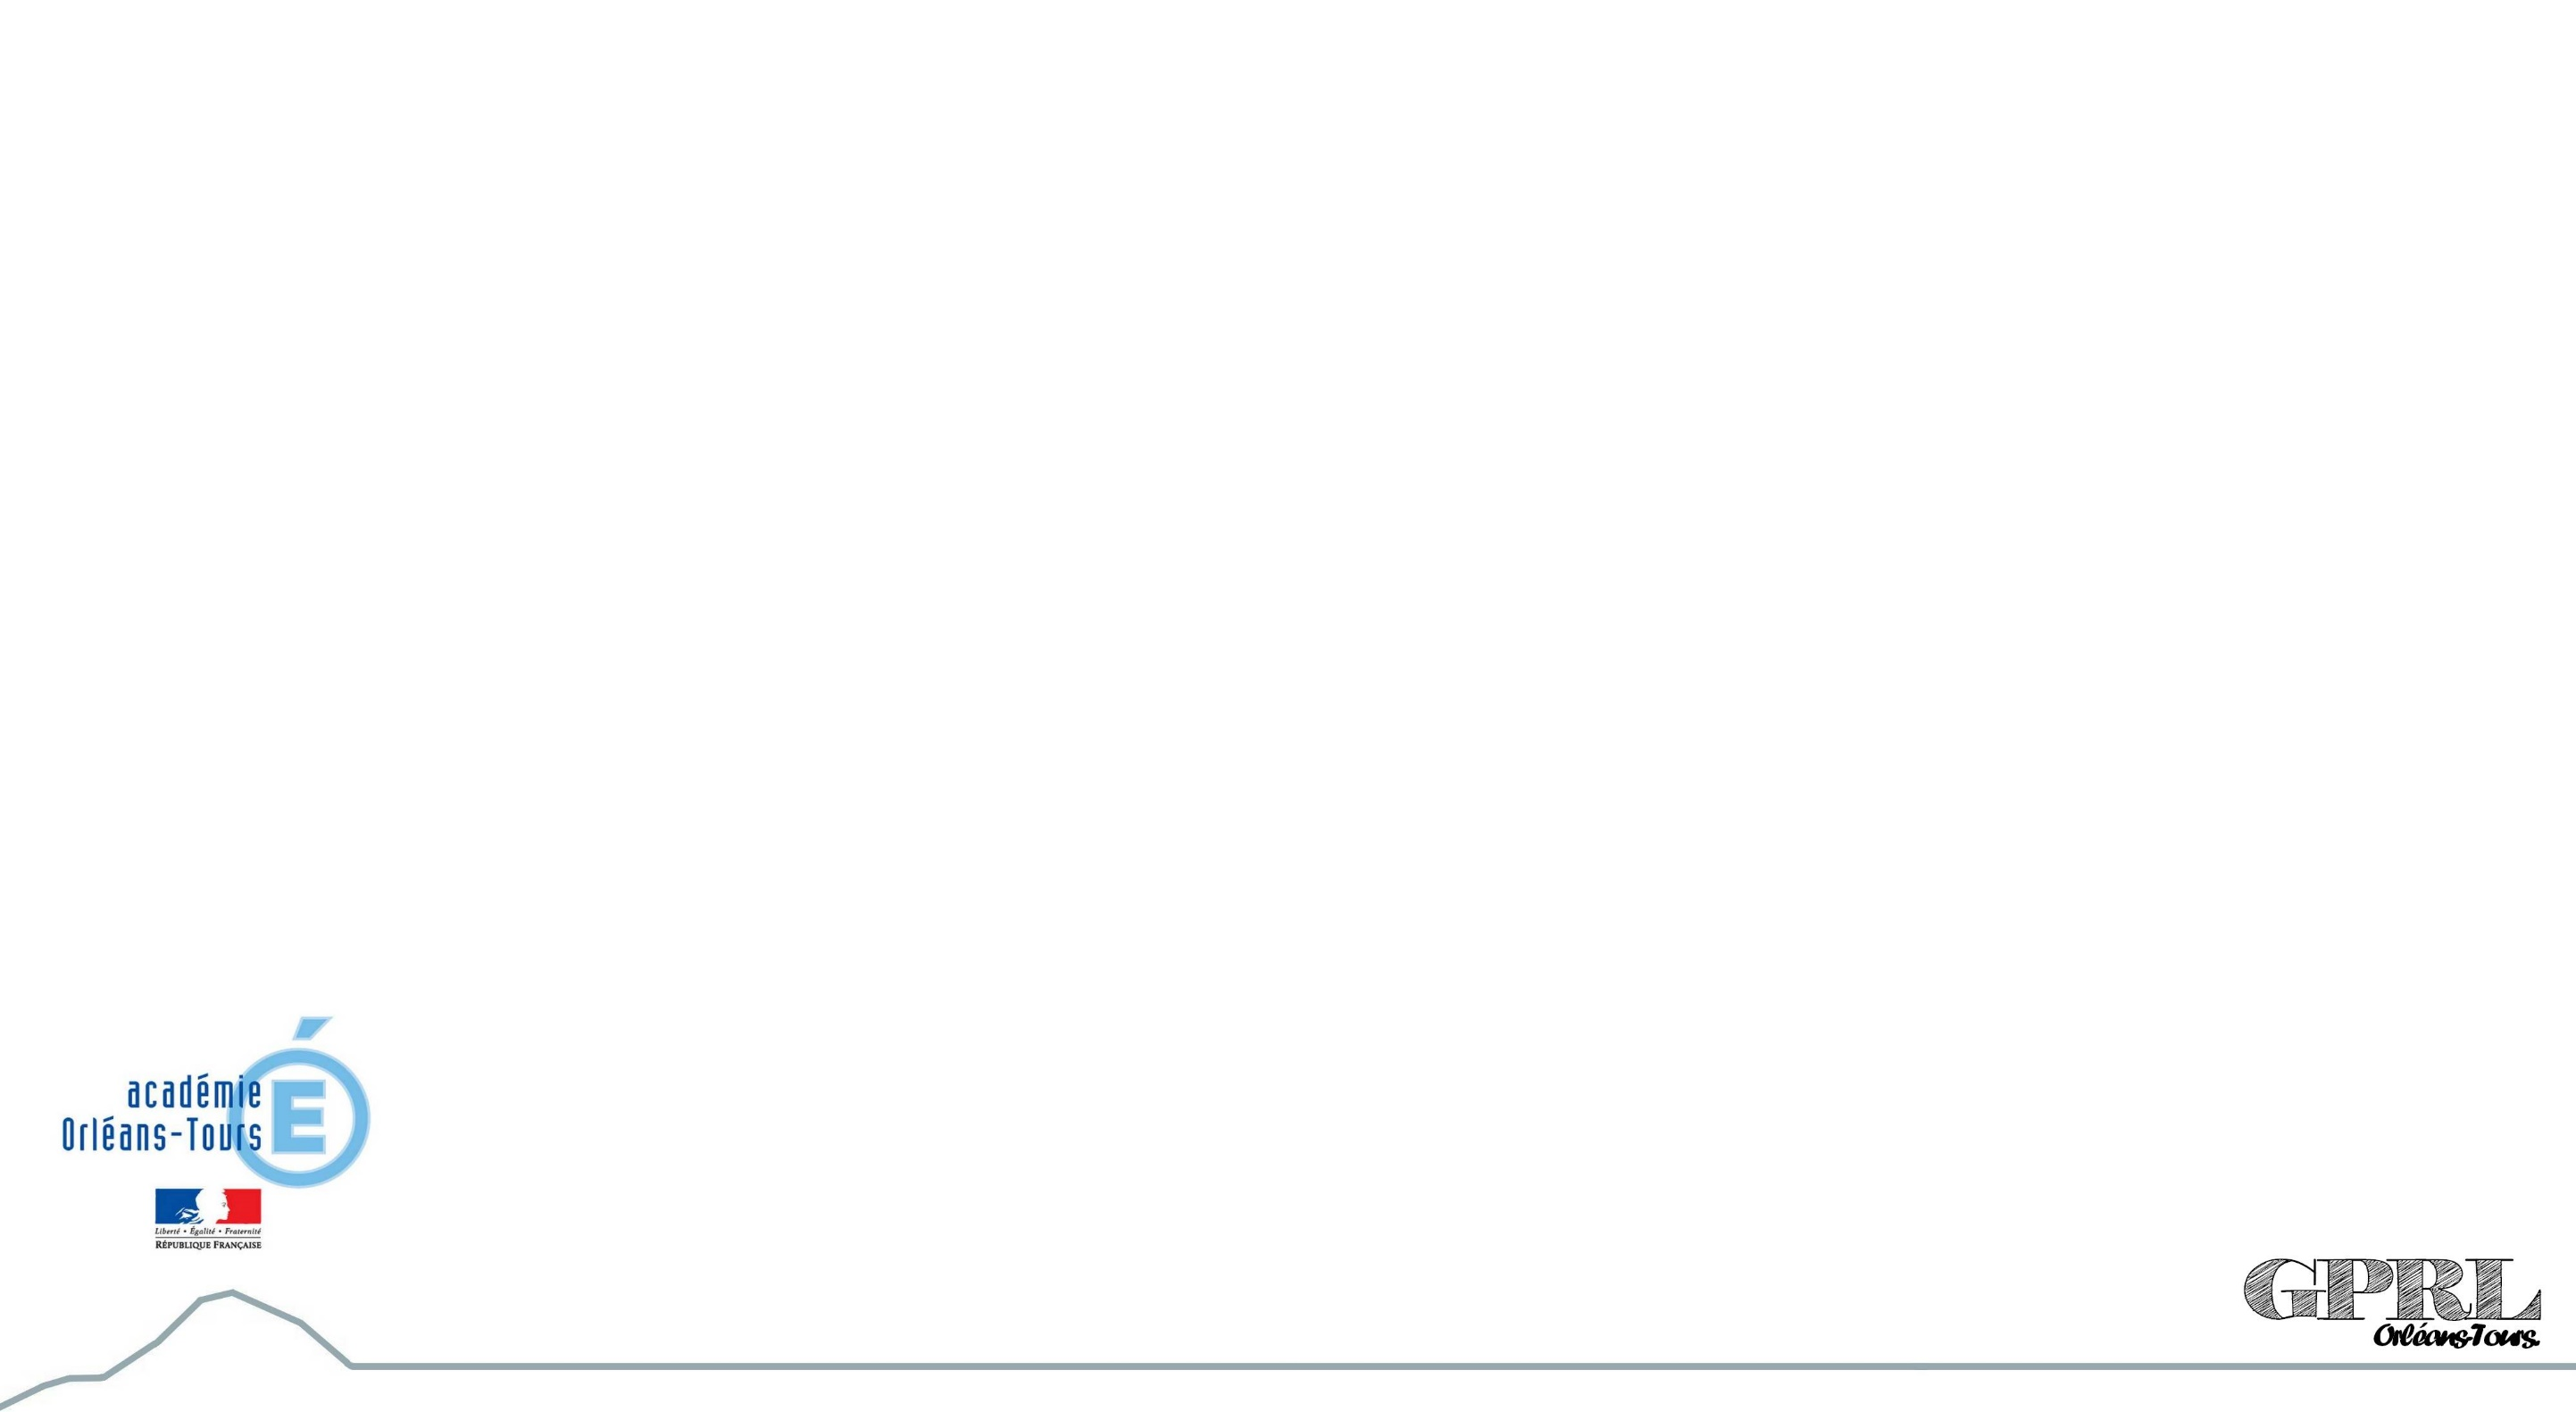 académie
Orléans-Tours
É
Liberté • Égalité • Fraternité
RÉPUBLIQUE FRANÇAISE
GPRL
Orléans-Tours